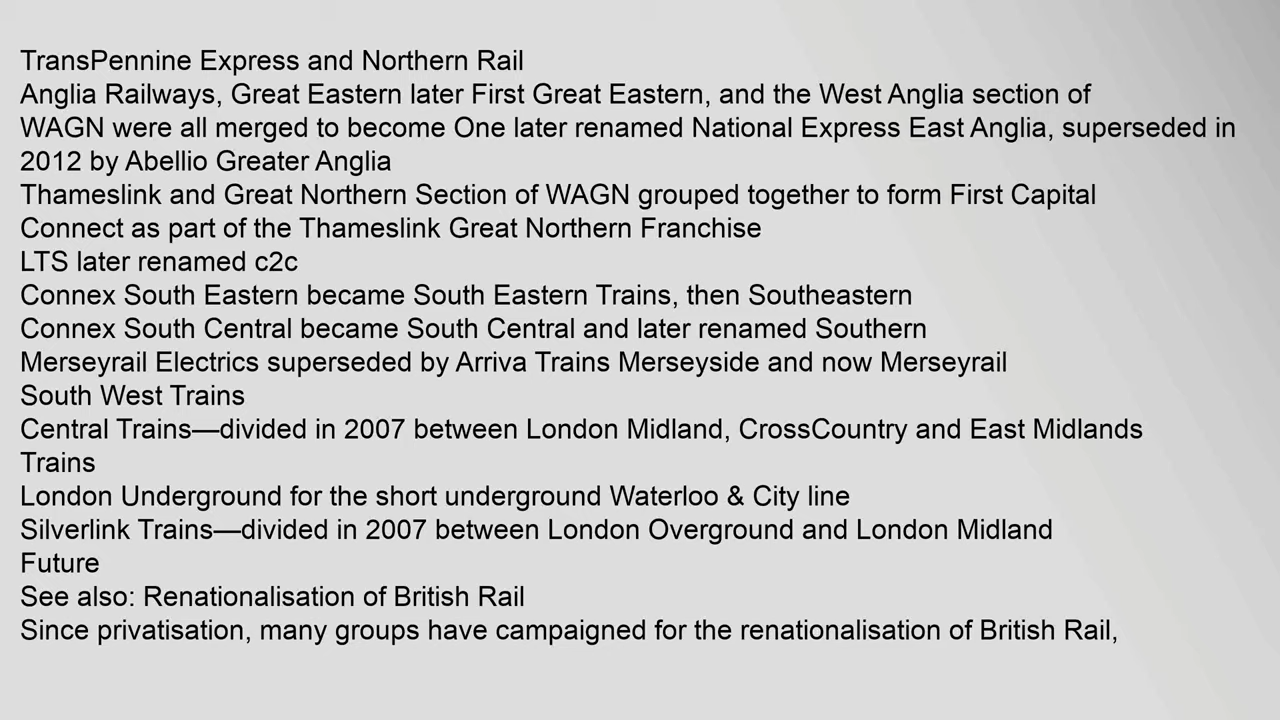 TransPennine Express and Northern Rail
Anglia Railways, Great Eastern later First Great Eastern, and the West Anglia section of
WAGN were all merged to become One later renamed National Express East Anglia, superseded in
2012 by Abellio Greater Anglia
Thameslink and Great Northern Section of WAGN grouped together to form First Capital
Connect as part of the Thameslink Great Northern Franchise
LTS later renamed c2c
Connex South Eastern became South Eastern Trains, then Southeastern
Connex South Central became South Central and later renamed Southern
Merseyrail Electrics superseded by Arriva Trains Merseyside and now Merseyrail
South West Trains
Central Trains—divided in 2007 between London Midland, CrossCountry and East Midlands
Trains
London Underground for the short underground Waterloo & City line
Silverlink Trains—divided in 2007 between London Overground and London Midland
Future
See also: Renationalisation of British Rail
Since privatisation, many groups have campaigned for the renationalisation of British Rail,